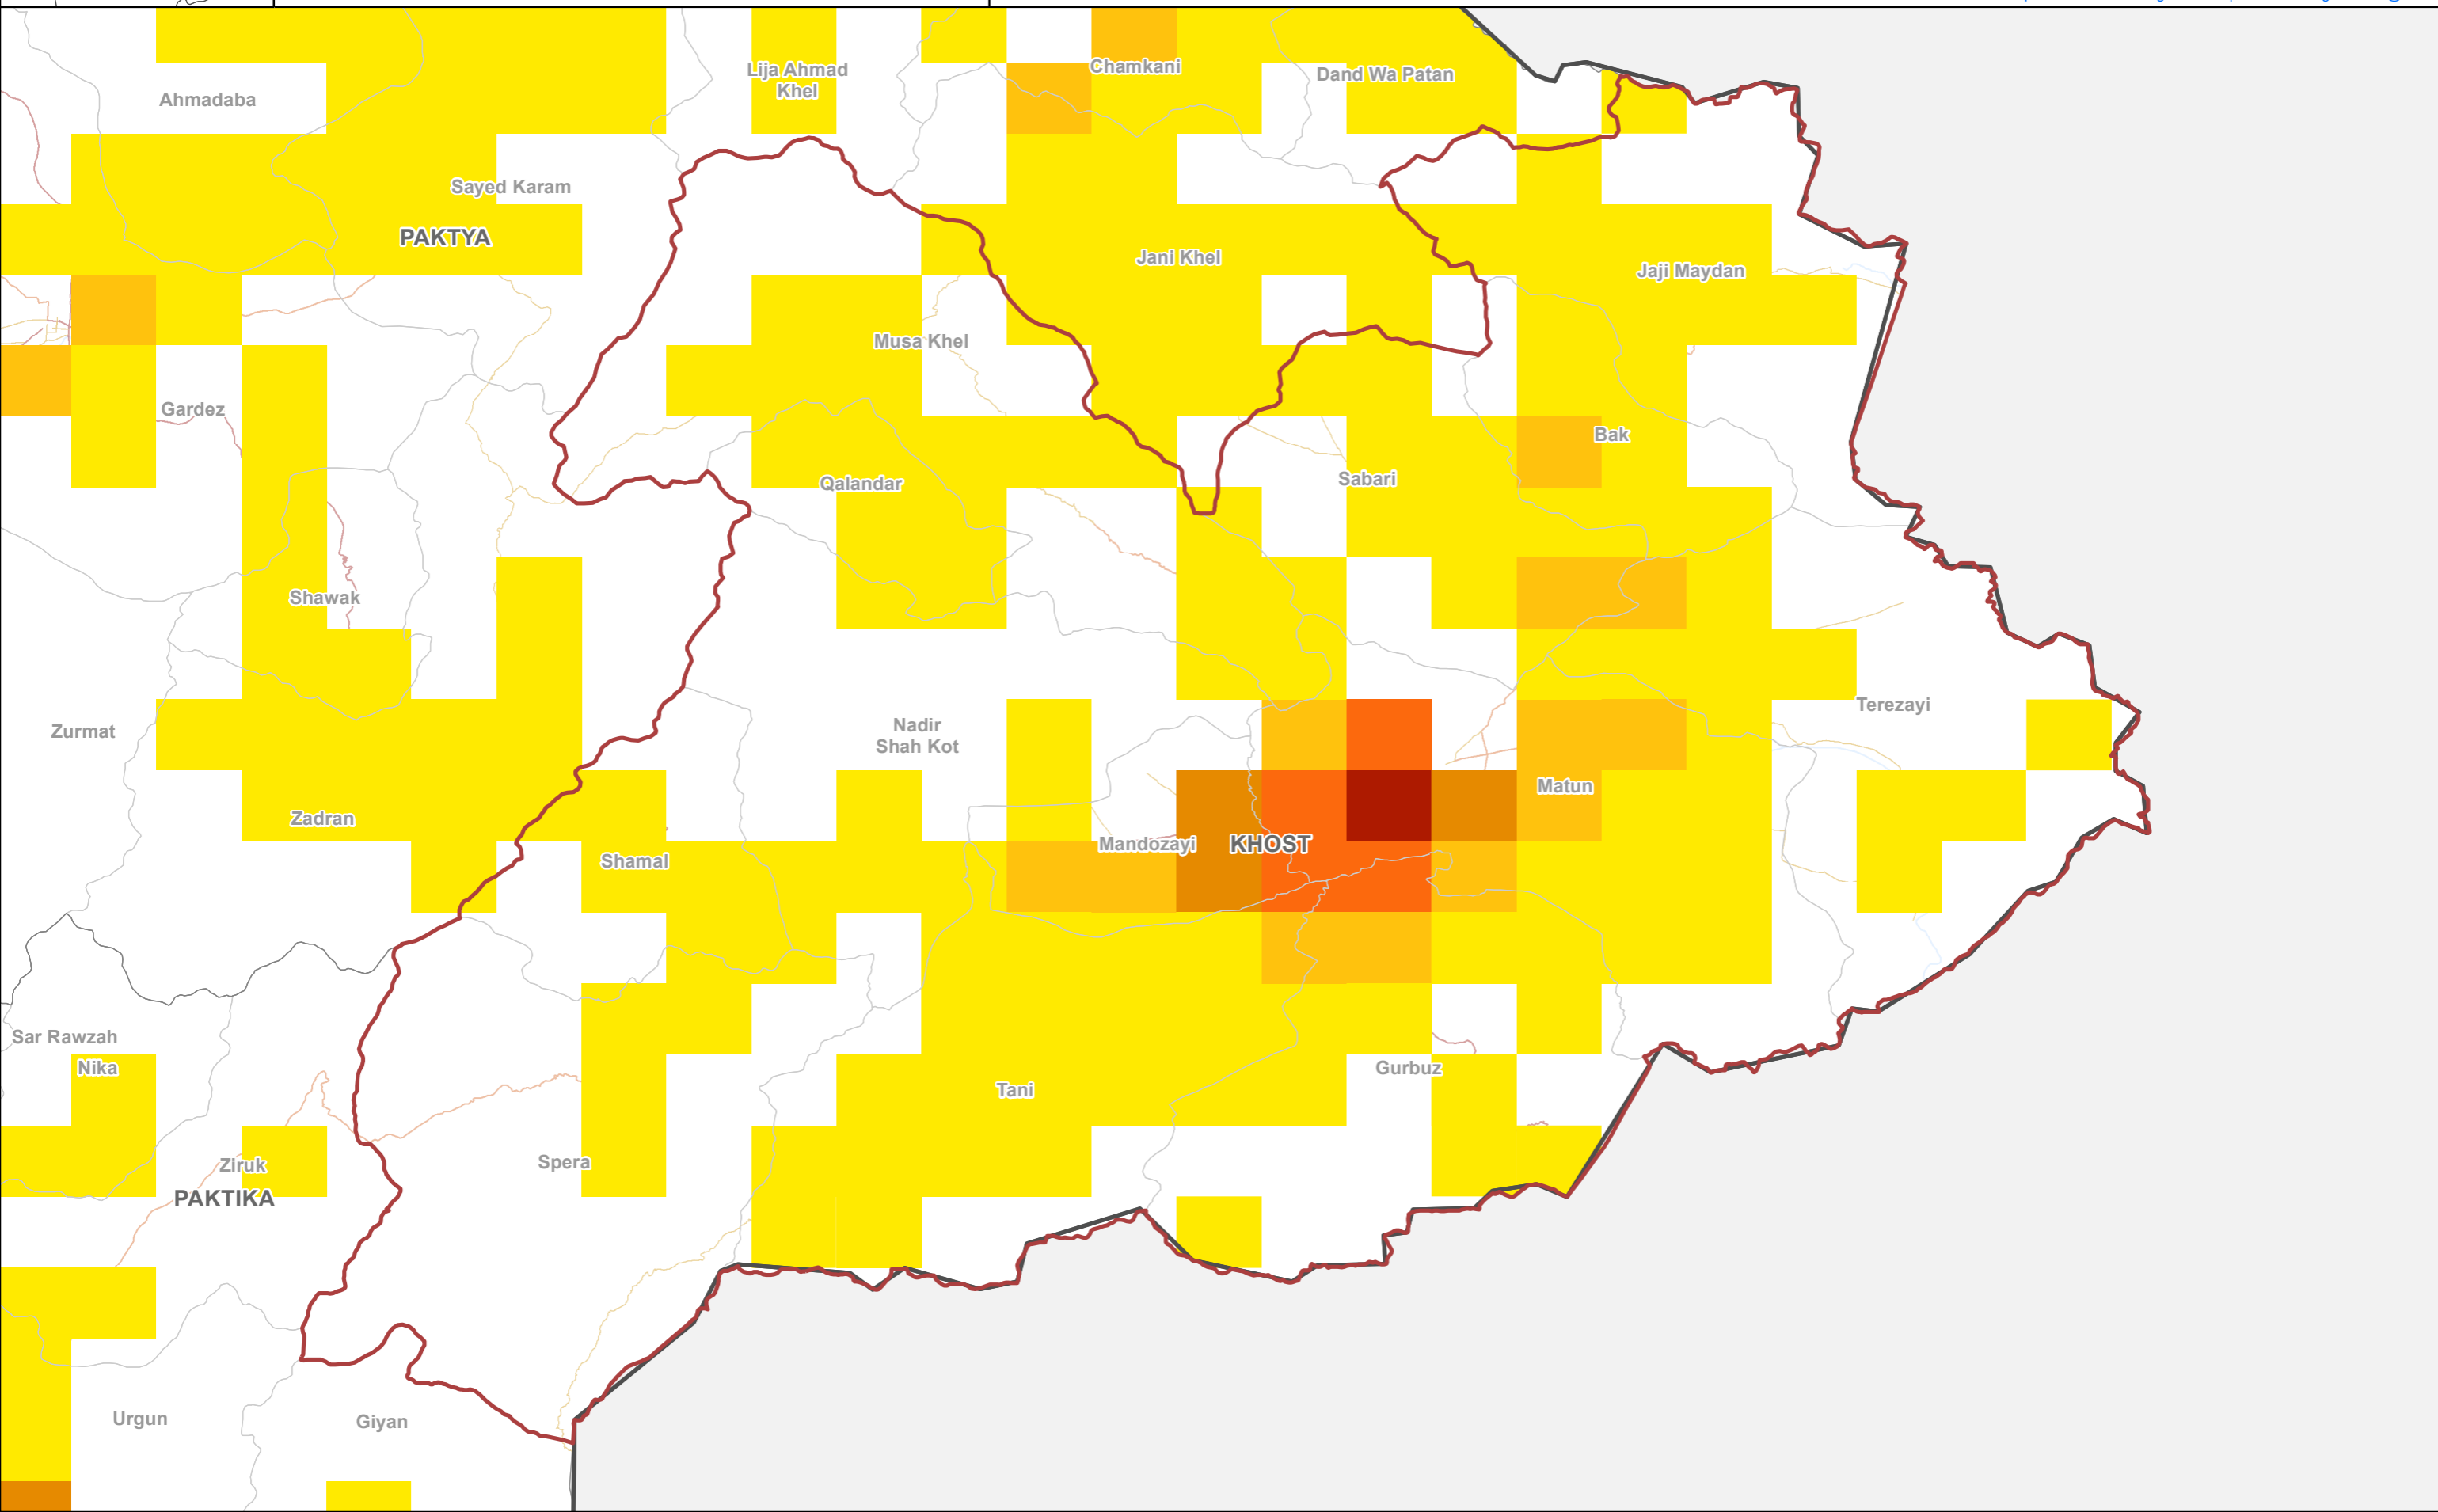 Lija Ahmad
Khel
Chamkani
Dand Wa Patan
Ahmadaba
Sayed Karam
PAKTYA
Jani Khel
Jaji Maydan
Musa Khel
Gardez
Bak
Sabari
Qalandar
Shawak
Zurmat
Nadir
Shah Kot
Terezayi
Matun
Zadran
Mandozayi
KHOST
Shamal
Sar Rawzah
Nika
Gurbuz
Tani
Spera
Ziruk
PAKTIKA
Urgun
Giyan